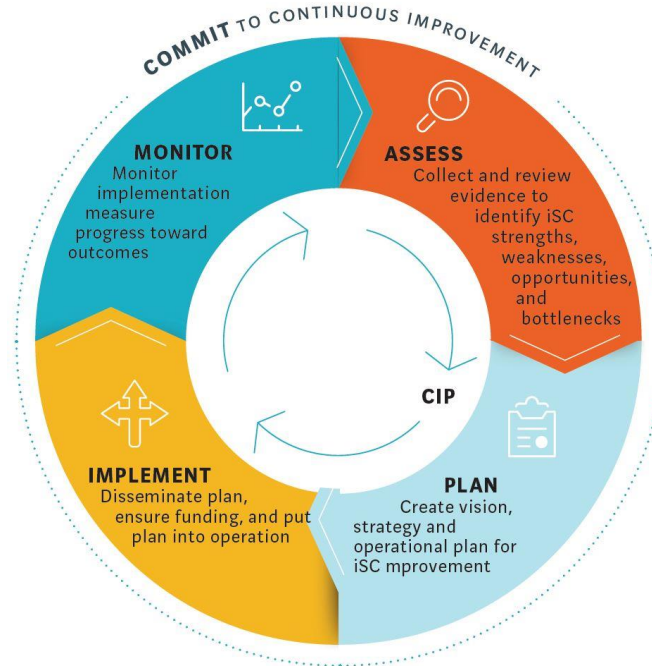 COMMIT TO CONTINUOUS IMPROVEMENT
MONITOR
Monitor
implementation
measure
progress toward
outcomes
ASSESS
Collect and review
evidence to
identify iSC
strengths,
weaknesses,
opportunities,
and
bottlenecks
CIP
PLAN
Create vision,
strategy and
operational plan for
iSC mprovement
IMPLEMENT
Disseminate plan,
ensure funding, and put
plan into operation